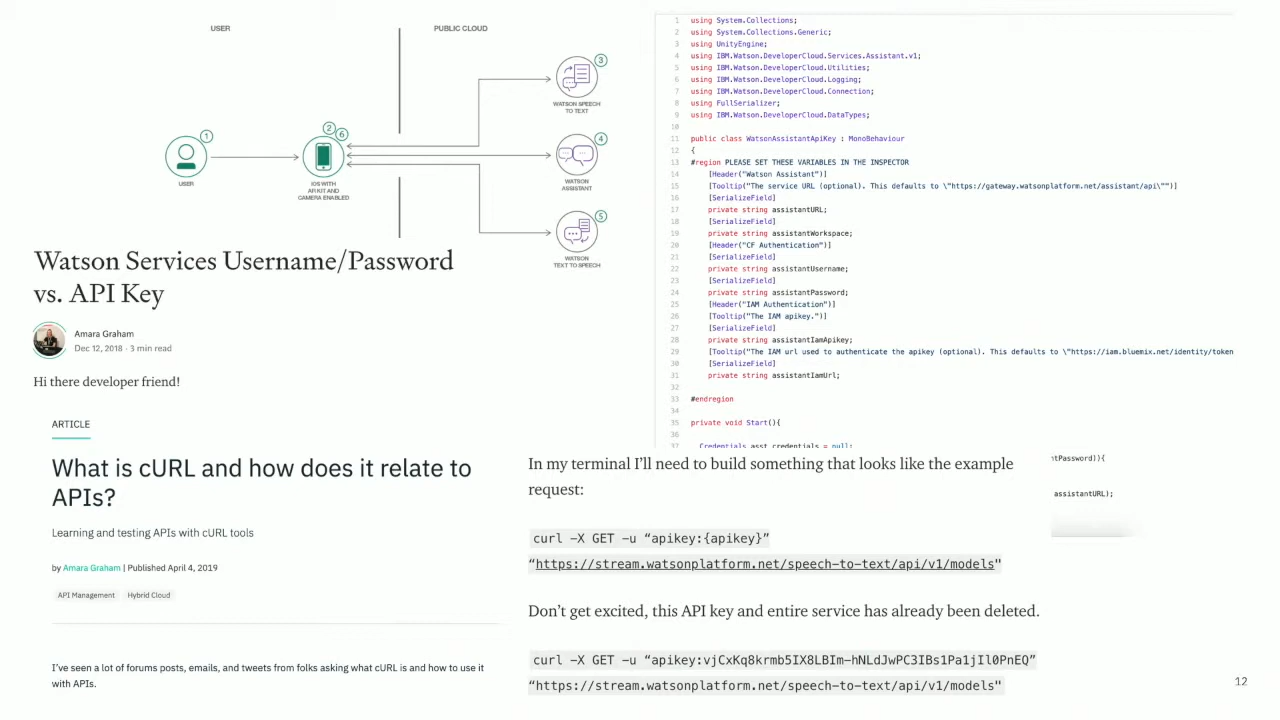 USER
PUBLIC CLOUD
1
2
6
3
4
5
USER
IOS WITH
AR KIT AND
CAMERA ENABLED
WATSON SPEECH
TO TEXT
WATSON
ASSISTANT
WATSON
TEXT TO SPEECH
Watson Services Username/Password
vs. API Key
Amara Graham
Dec 12, 2018 · 3 min read
Hi there developer friend!
ARTICLE
What is cURL and how does it relate to
APIs?
Learning and testing APIs with cURL tools
by Amara Graham | Published April 4, 2019
API Management Hybrid Cloud
I've seen a lot of forums posts, emails, and tweets from folks asking what cURL is and how to use it
with APIs.
1 using System.Collections;
2 using System.Collections.Generic;
3 using UnityEngine;
4 using IBM.Watson.DeveloperCloud.Services.Assistant.v1;
5 using IBM.Watson.DeveloperCloud.Utilities;
6 using IBM.Watson.DeveloperCloud.Logging;
7 using IBM.Watson.DeveloperCloud.Connection;
8 using FullSerializer;
9 using IBM.Watson.DeveloperCloud.DataTypes;
10
11 public class WatsonAssistantApiKey : MonoBehaviour
12 {
13 #region PLEASE SET THESE VARIABLES IN THE INSPECTOR
14 [Header("Watson Assistant")]
15 [Tooltip("The service URL (optional). This defaults to \"https://gateway.watsonplatform.net/assistant/api\"")]
16 [SerializeField]
17 private string assistantURL;
18 [SerializeField]
19 private string assistantWorkspace;
20 [Header("CF Authentication")]
21 [SerializeField]
22 private string assistantUsername;
23 [SerializeField]
24 private string assistantPassword;
25 [Header("IAM Authentication")]
26 [Tooltip("The IAM apikey.")]
27 [SerializeField]
28 private string assistantIamApikey;
29 [Tooltip("The IAM url used to authenticate the apikey (optional). This defaults to \"https://iam.bluemix.net/identity/token
30 [SerializeField]
31 private string assistantIamUrl;
32
33 #endregion
34
35 private void Start(){
36
37 Credentials asst_credentials = null;
ntPassword)){
assistantURL);
In my terminal I'll need to build something that looks like the example
request:
curl -X GET -u “apikey:{apikey}”
“https://stream.watsonplatform.net/speech-to-text/api/v1/models"
Don't get excited, this API key and entire service has already been deleted.
curl -X GET -u “apikey:vjCxKq8krmb5IX8LBIm-hNLdJwPC3IBs1Pa1jIl0PnEQ”
“https://stream.watsonplatform.net/speech-to-text/api/v1/models"
12